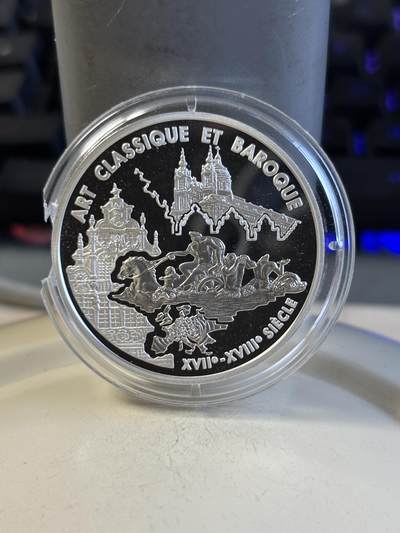 ART CLASSIQUE ET BAROQUE
XVIIe-XVIIIe SIÈCLE